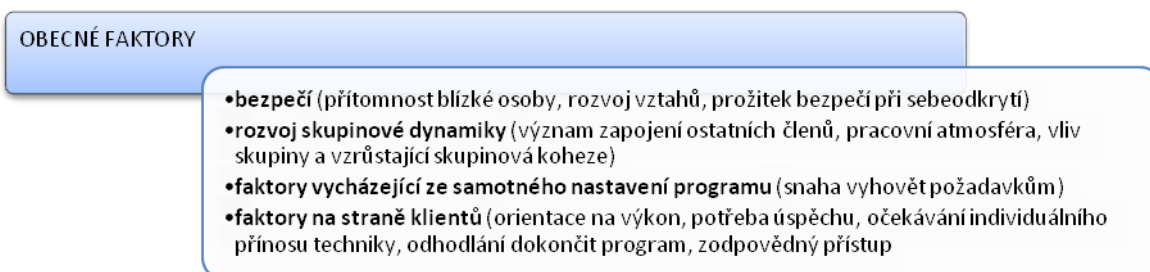 OBECNÉ FAKTORY
•bezpečí (přítomnost blízké osoby, rozvoj vztahů, prožitek bezpečí při sebeodkrytí)
•rozvoj skupinové dynamiky (význam zapojení ostatních členů, pracovní atmosféra, vliv
skupiny a vzrůstající skupinová koheze)
•faktory vycházející ze samotného nastavení programu (snaha vyhovět požadavkům)
•faktory na straně klientů (orientace na výkon, potřeba úspěchu, očekávání individuálního
přínosu techniky, odhodlání dokončit program, zodpovědný přístup